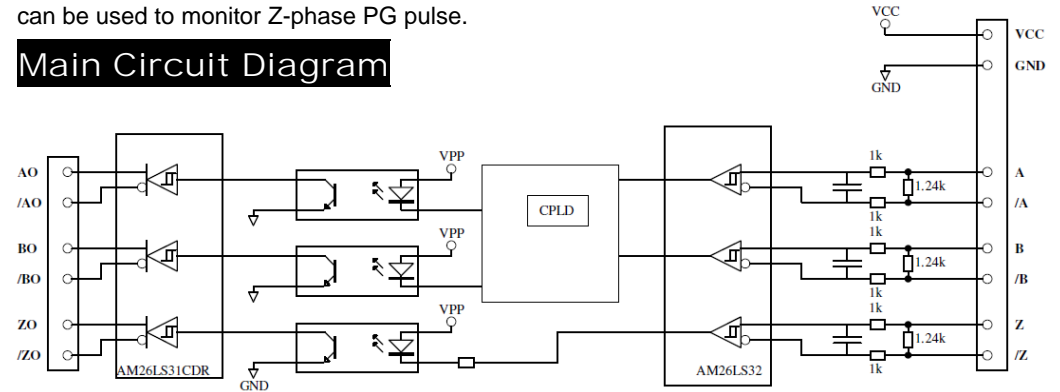 can be used to monitor Z-phase PG pulse.
Main Circuit Diagram
VCC
VCC
GND
GND
VPP
1k
AO
A
1.24k
CPLD
/AO
/A
1k
VPP
1k
BO
B
1.24k
/BO
/B
1k
VPP
1k
ZO
Z
1.24k
/ZO
/Z
1k
AM26LS31CDR
AM26LS32
GND